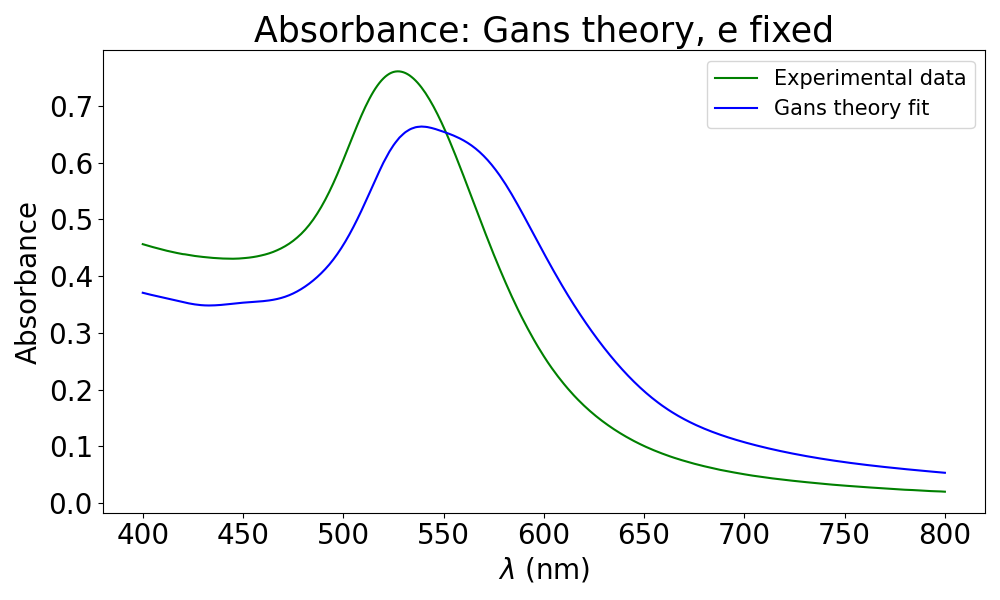 Absorbance: Gans theory, e fixed
Experimental data
Gans theory fit
Absorbance
0.7
0.6
0.5
0.4
0.3
0.2
0.1
0.0
400 450 500 550 600 650 700 750 800
λ (nm)